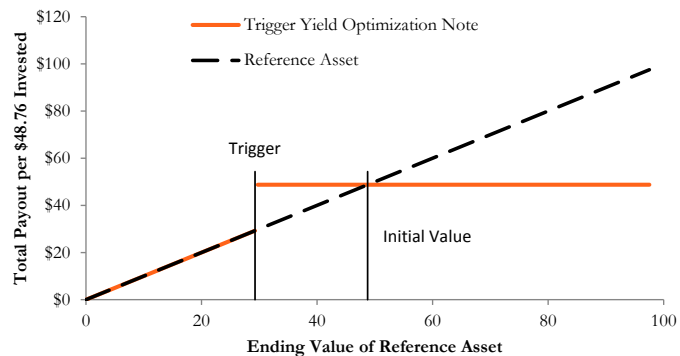 $120
Trigger Yield Optimization Note
Reference Asset
$100
$80
Trigger
$60
$40
Initial Value
$20
$0
0 20 40 60 80 100
Ending Value of Reference Asset
Total Payout per $48.76 Invested